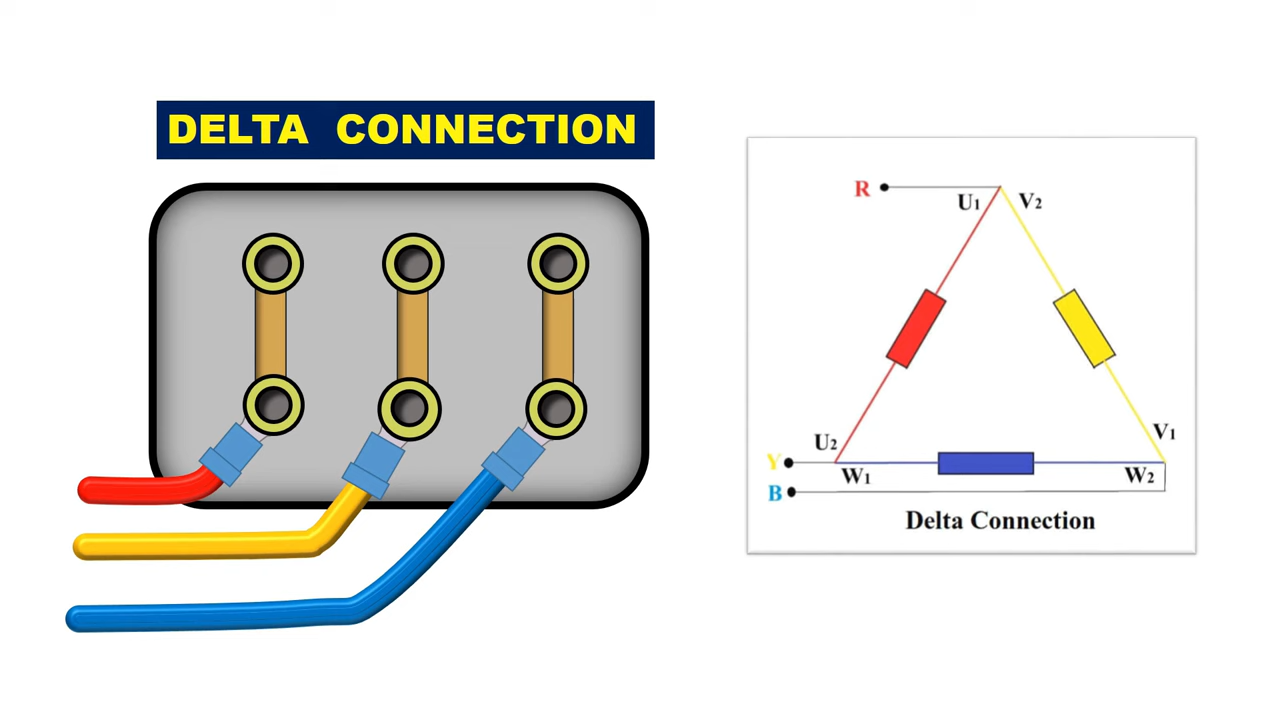 DELTA CONNECTION
R
U1
V2
U2
V1
Y
W1
W2
B
Delta Connection